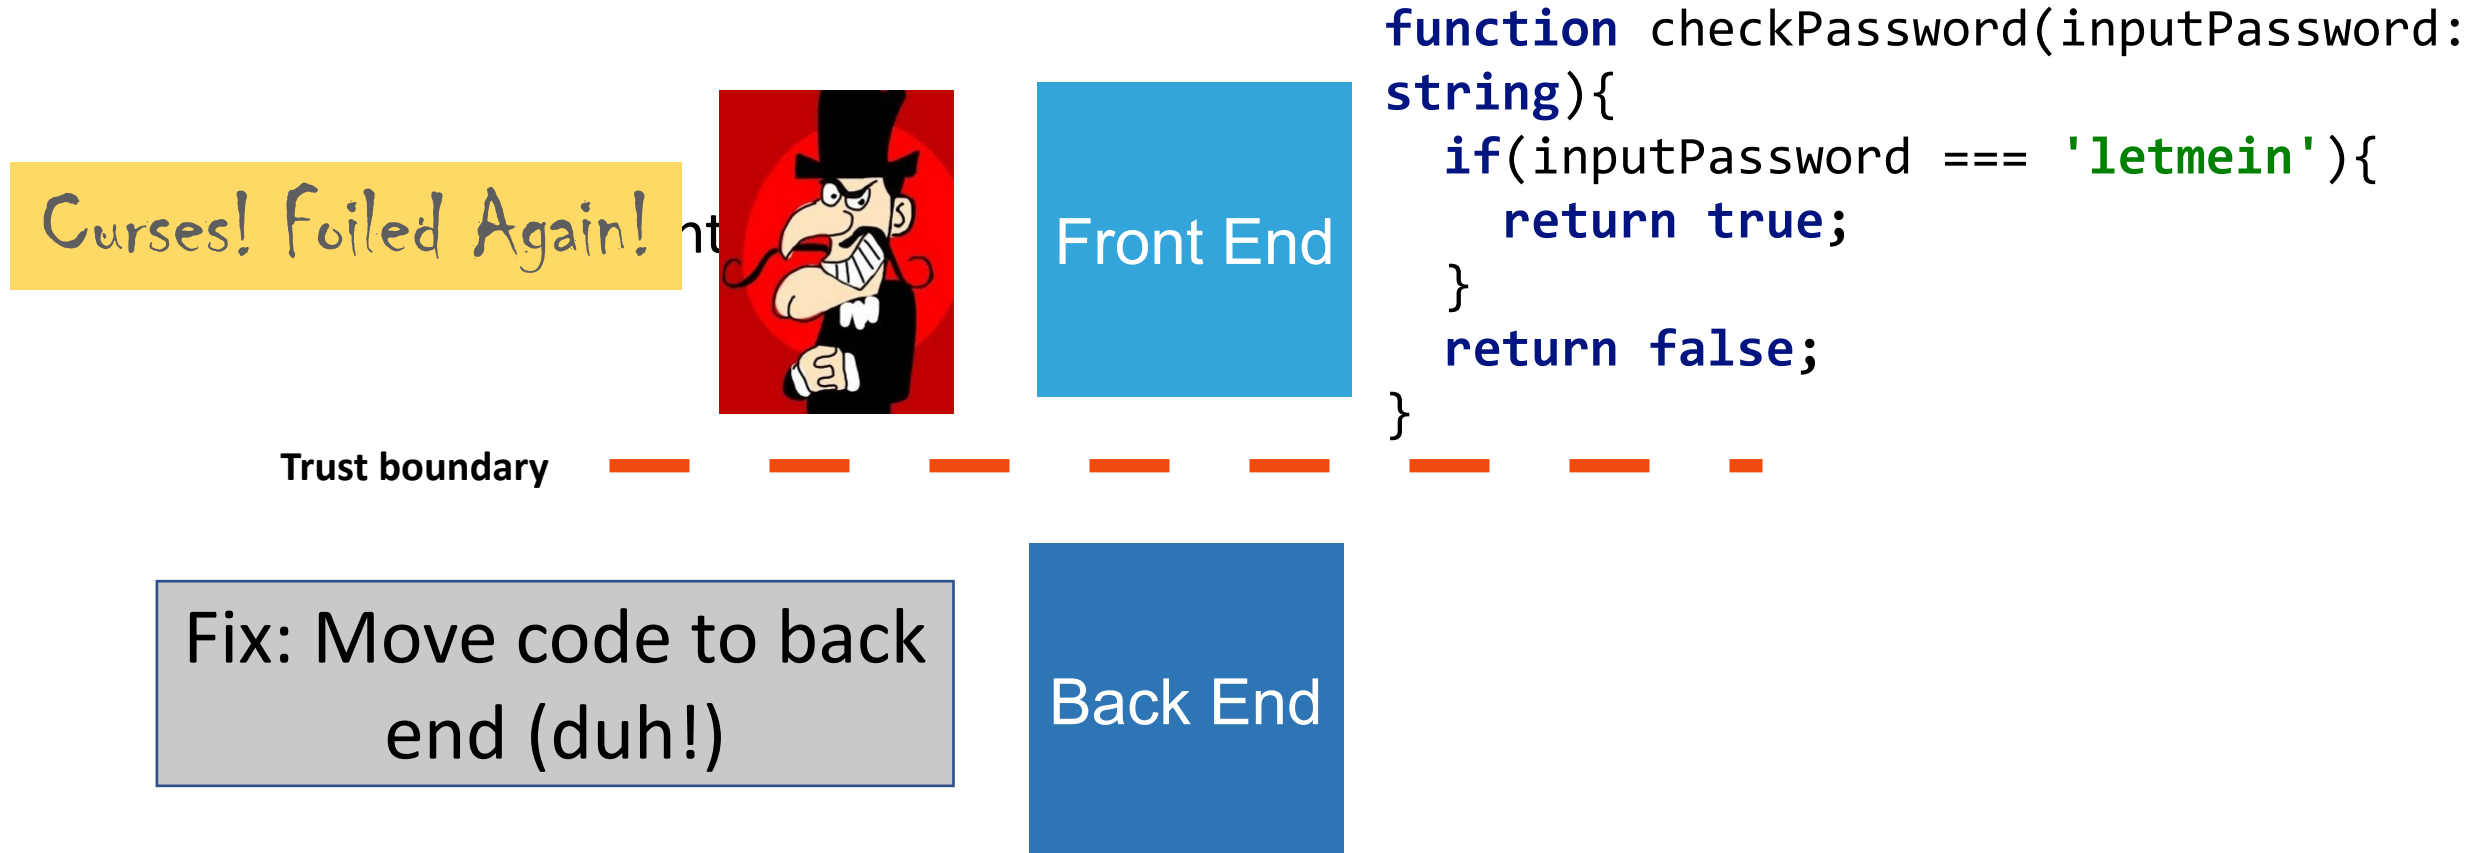 function checkPassword(inputPassword:
string){
if(inputPassword === 'letmein'){
return true;
}
return false;
}
Curses! Foiled Again!
Front End
Trust boundary
Fix: Move code to back
end (duh!)
Back End